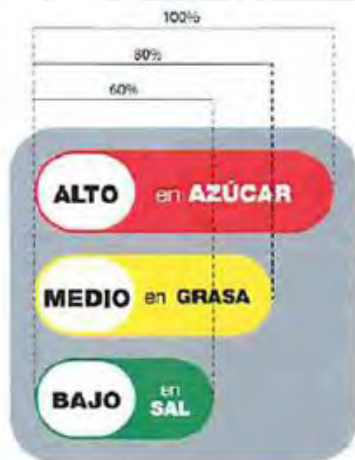 100%
80%
60%
ALTO en AZÚCAR
MEDIO en GRASA
BAJO en
SAL